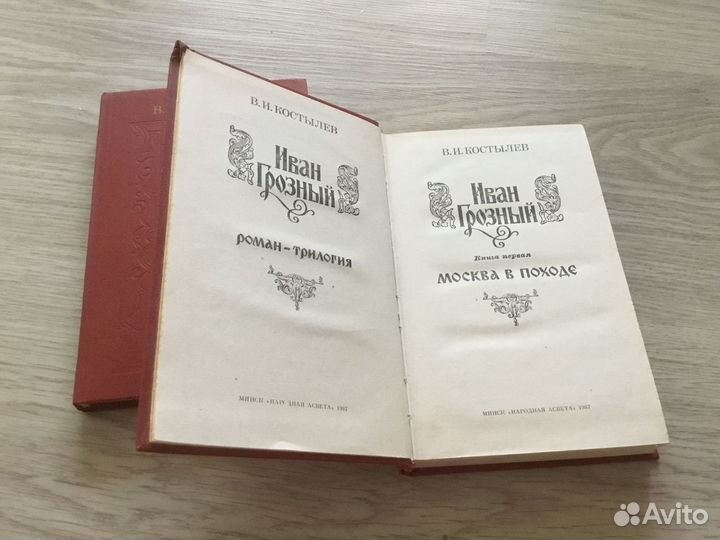 В.
В. И. КОСТЫЛЕВ
Иван
Грозный
РОМАН-ТРИЛОГИЯ
МИНСК «НАРОДНАЯ АСВЕТА» 1987
В. И. КОСТЫЛЕВ
Иван
Грозный
Книга первая
МОСКВА В ПОХОДЕ
МИНСК «НАРОДНАЯ АСВЕТА» 1987
Avito